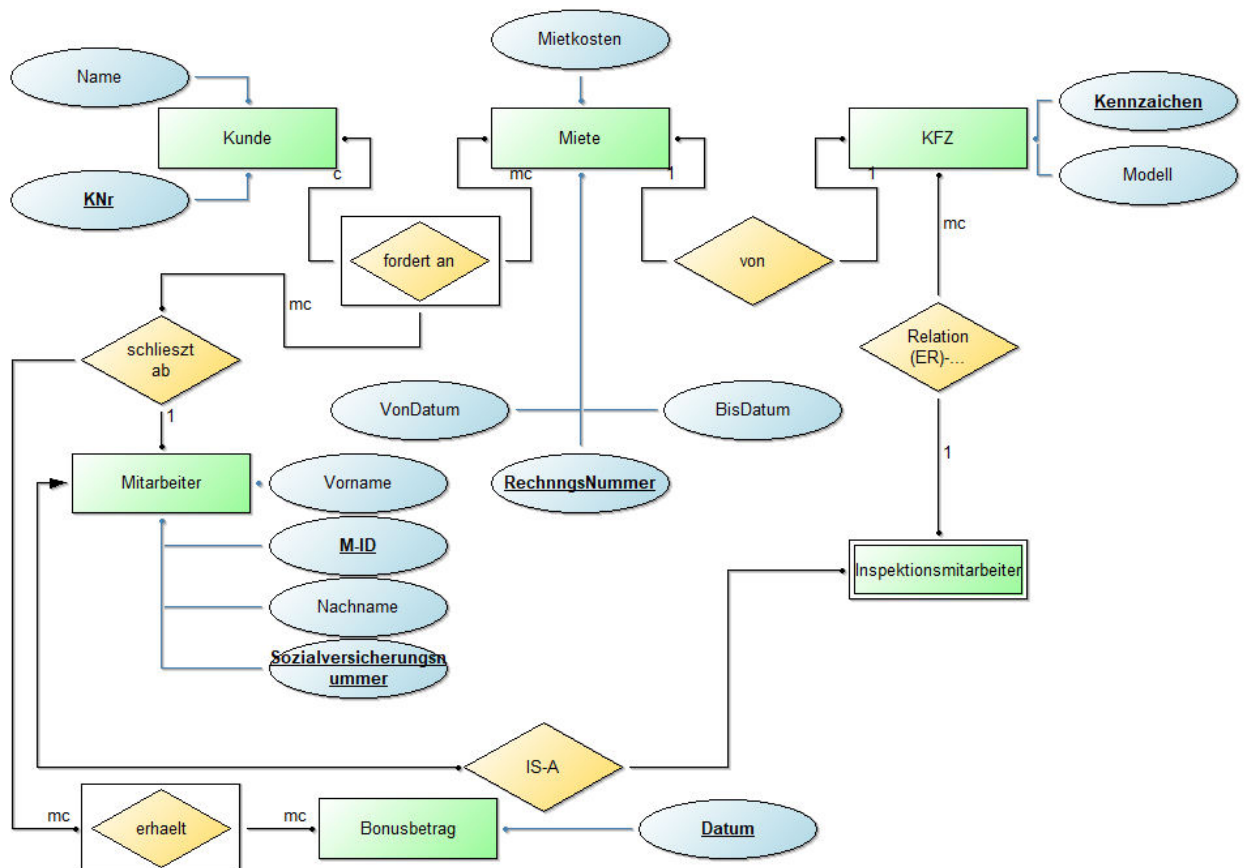 Mietkosten
Name
Kunde
Miete
KFZ
Kennzaichen
c
mc
1
1
Modell
KNr
mc
fordert an
von
mc
schlieszt
ab
Relation
(ER)-...
1
VonDatum
BisDatum
1
Mitarbeiter
Vorname
RechnngsNummer
M-ID
Inspektionsmitarbeiter
Nachname
Sozialversicherungsn
ummer
IS-A
mc
erhaelt
mc
Bonusbetrag
Datum